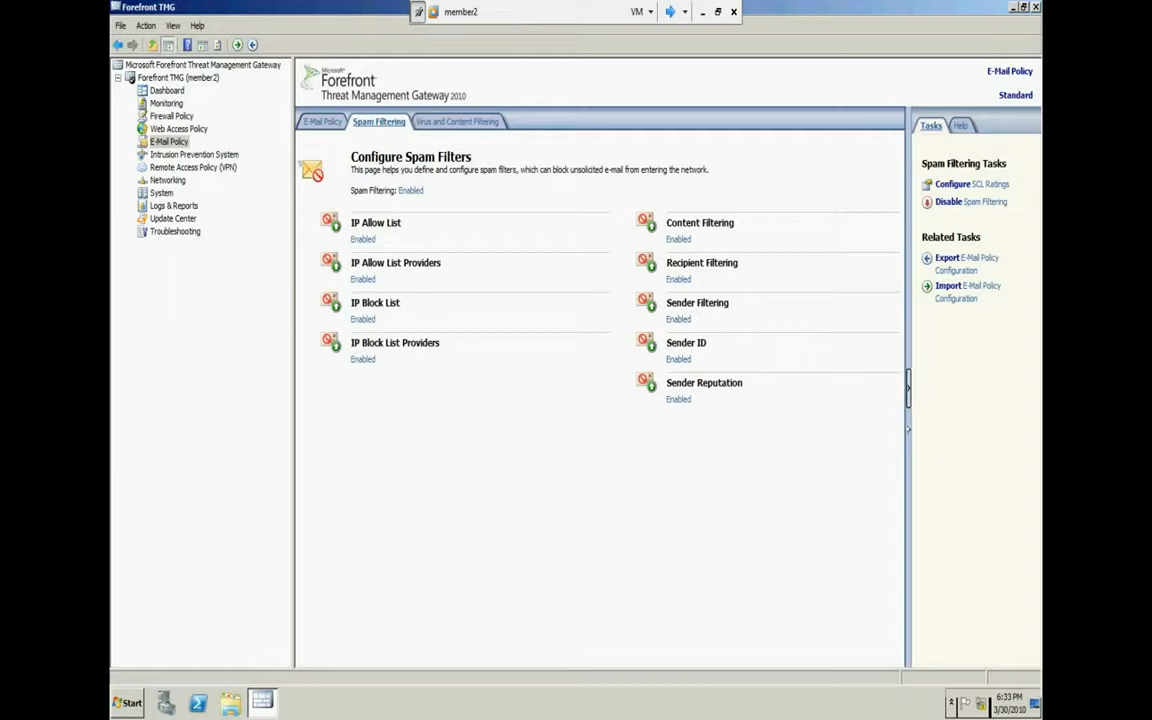 Forefront TMG
member2
VM
File Action View Help
Microsoft Forefront Threat Management Gateway
Forefront TMG (member2)
Dashboard
Monitoring
Firewall Policy
Web Access Policy
E-Mail Policy
Intrusion Prevention System
Remote Access Policy (VPN)
Networking
System
Logs & Reports
Update Center
Troubleshooting
Microsoft
Forefront
Threat Management Gateway 2010
E-Mail Policy
Standard
E-Mail Policy Spam Filtering Virus and Content Filtering
Configure Spam Filters
This page helps you define and configure spam filters, which can block unsolicited e-mail from entering the network.
Spam Filtering: Enabled
IP Allow List
Enabled
IP Allow List Providers
Enabled
IP Block List
Enabled
IP Block List Providers
Enabled
Content Filtering
Enabled
Recipient Filtering
Enabled
Sender Filtering
Enabled
Sender ID
Enabled
Sender Reputation
Enabled
Tasks Help
Spam Filtering Tasks
Configure SCL Ratings
Disable Spam Filtering
Related Tasks
Export E-Mail Policy
Configuration
Import E-Mail Policy
Configuration
Start
6:33 PM
3/30/2010